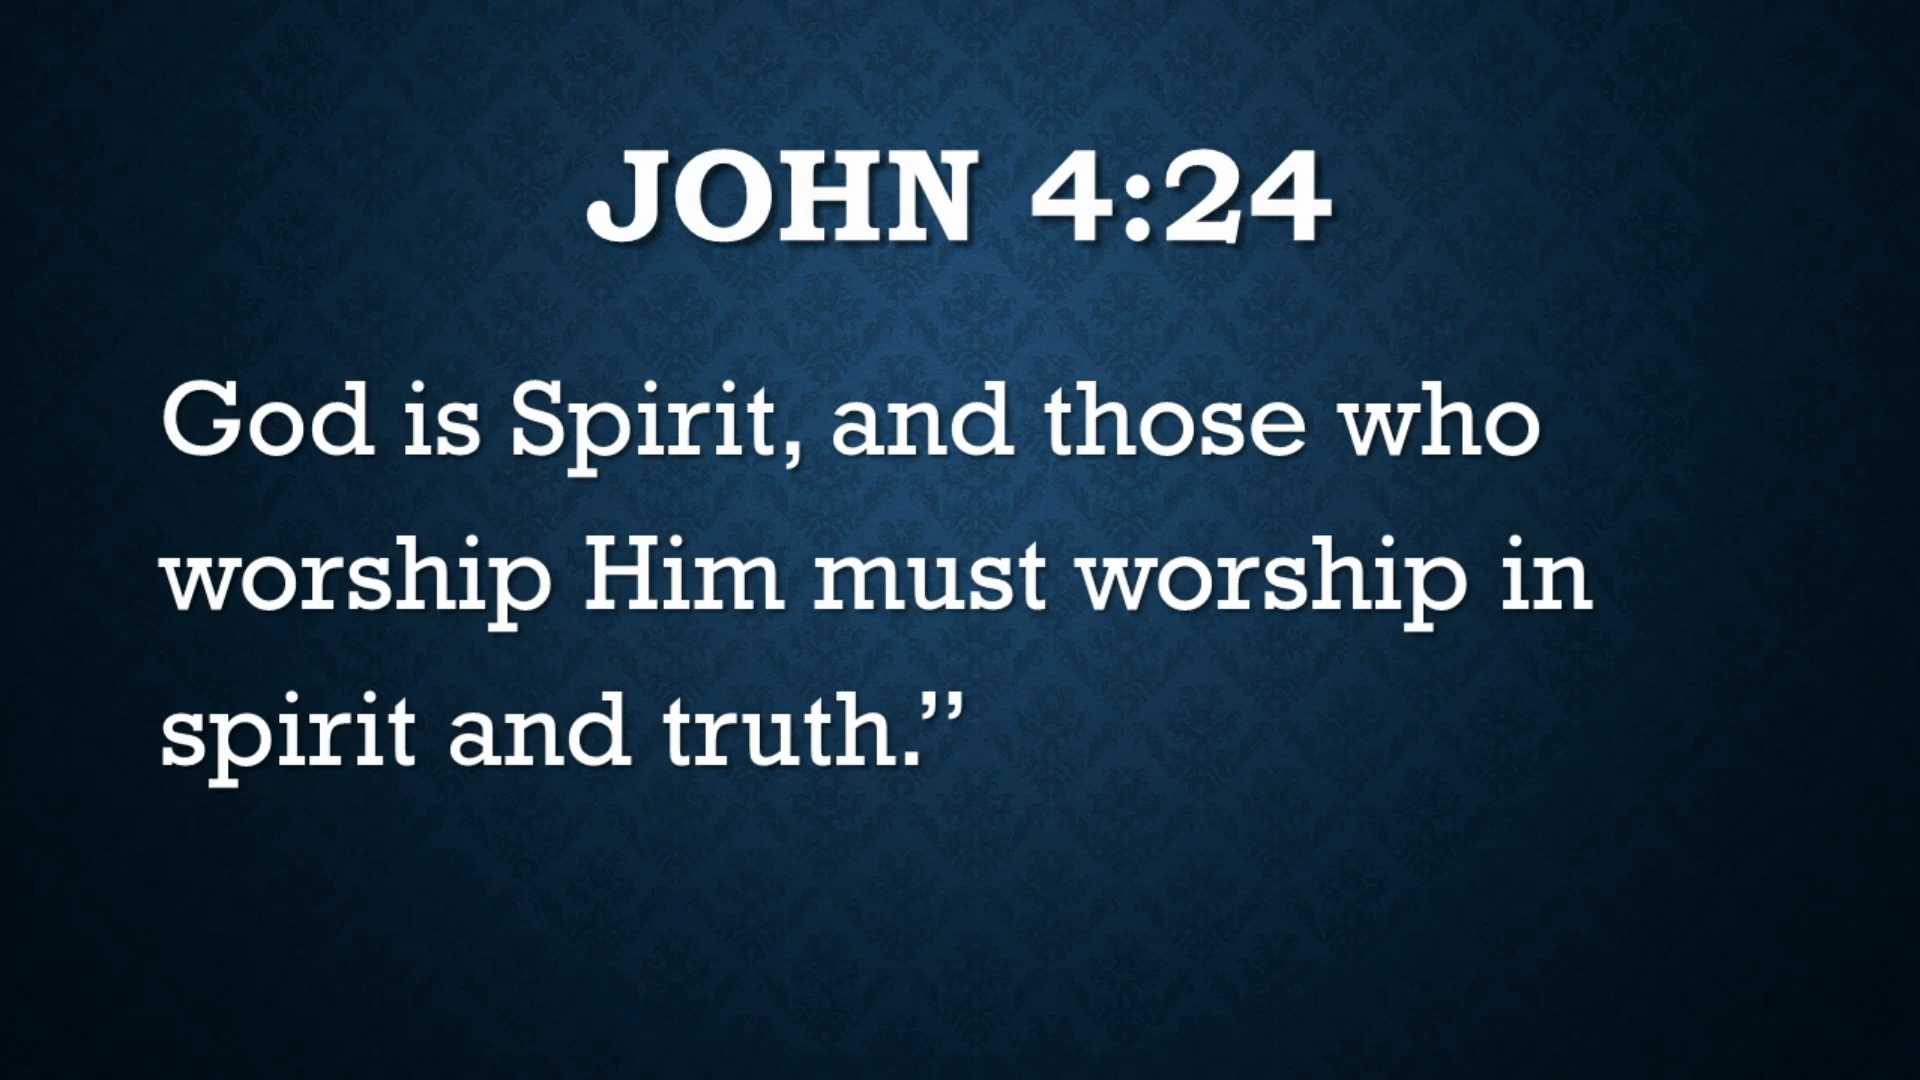 JOHN 4:24
God is Spirit, and those who
worship Him must worship in
spirit and truth.”